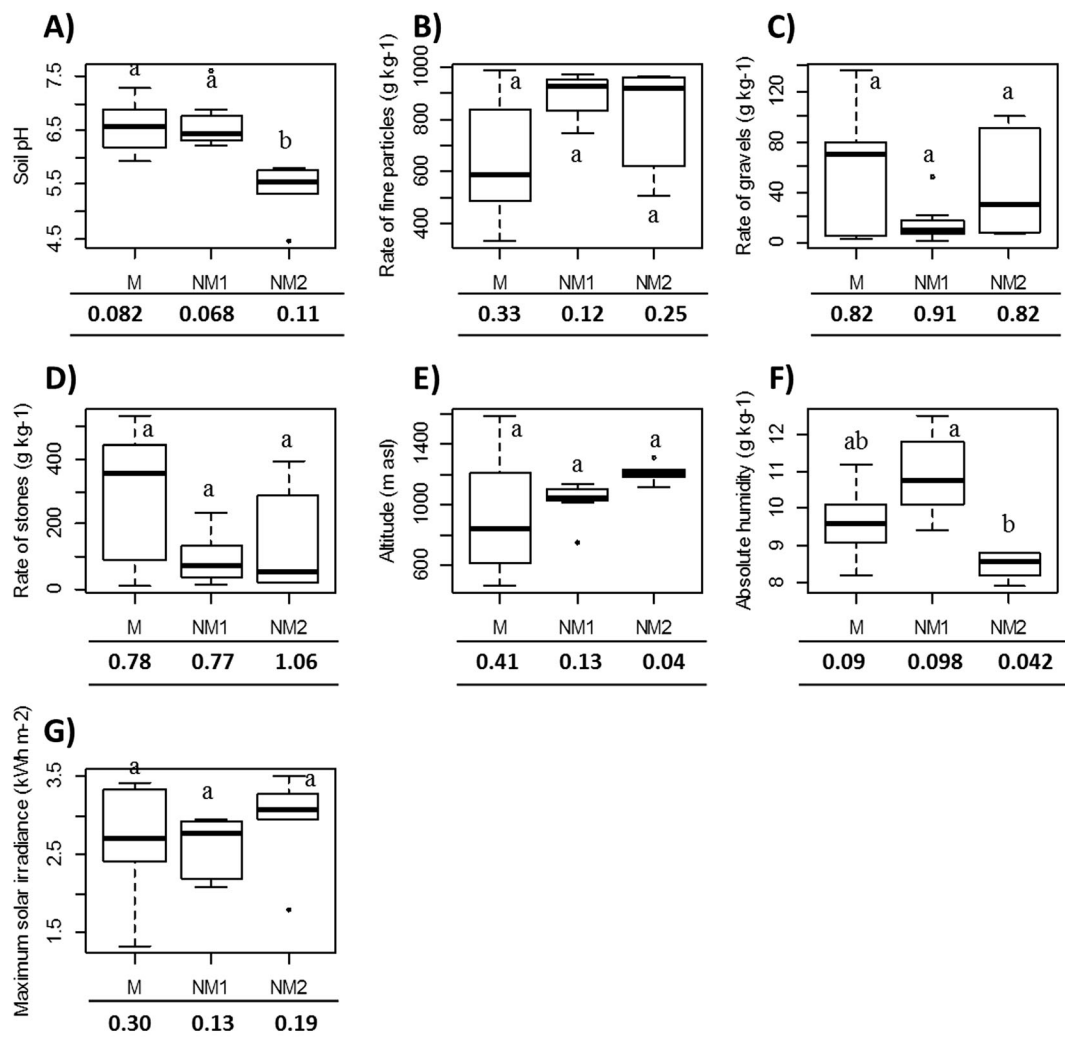 A)
Soil pH
7.5
6.5
5.5
4.5
a
a
b
M NM1 NM2
0.082 0.068 0.11
B)
Rate of fine particles (g kg-1)
1000
800
600
400
a
a
a
M NM1 NM2
0.33 0.12 0.25
C)
Rate of gravels (g kg-1)
120
80
40
0
a
a
a
M NM1 NM2
0.82 0.91 0.82
D)
Rate of stones (g kg-1)
400
200
0
a
a
a
M NM1 NM2
0.78 0.77 1.06
E)
Altitude (m asl)
1400
1000
600
a
a
a
M NM1 NM2
0.41 0.13 0.04
F)
Absolute humidity (g kg-1)
12
11
10
9
8
ab
a
b
M NM1 NM2
0.09 0.098 0.042
G)
Maximum solar irradiance (kWh m-2)
3.5
2.5
1.5
a
a
a
M NM1 NM2
0.30 0.13 0.19